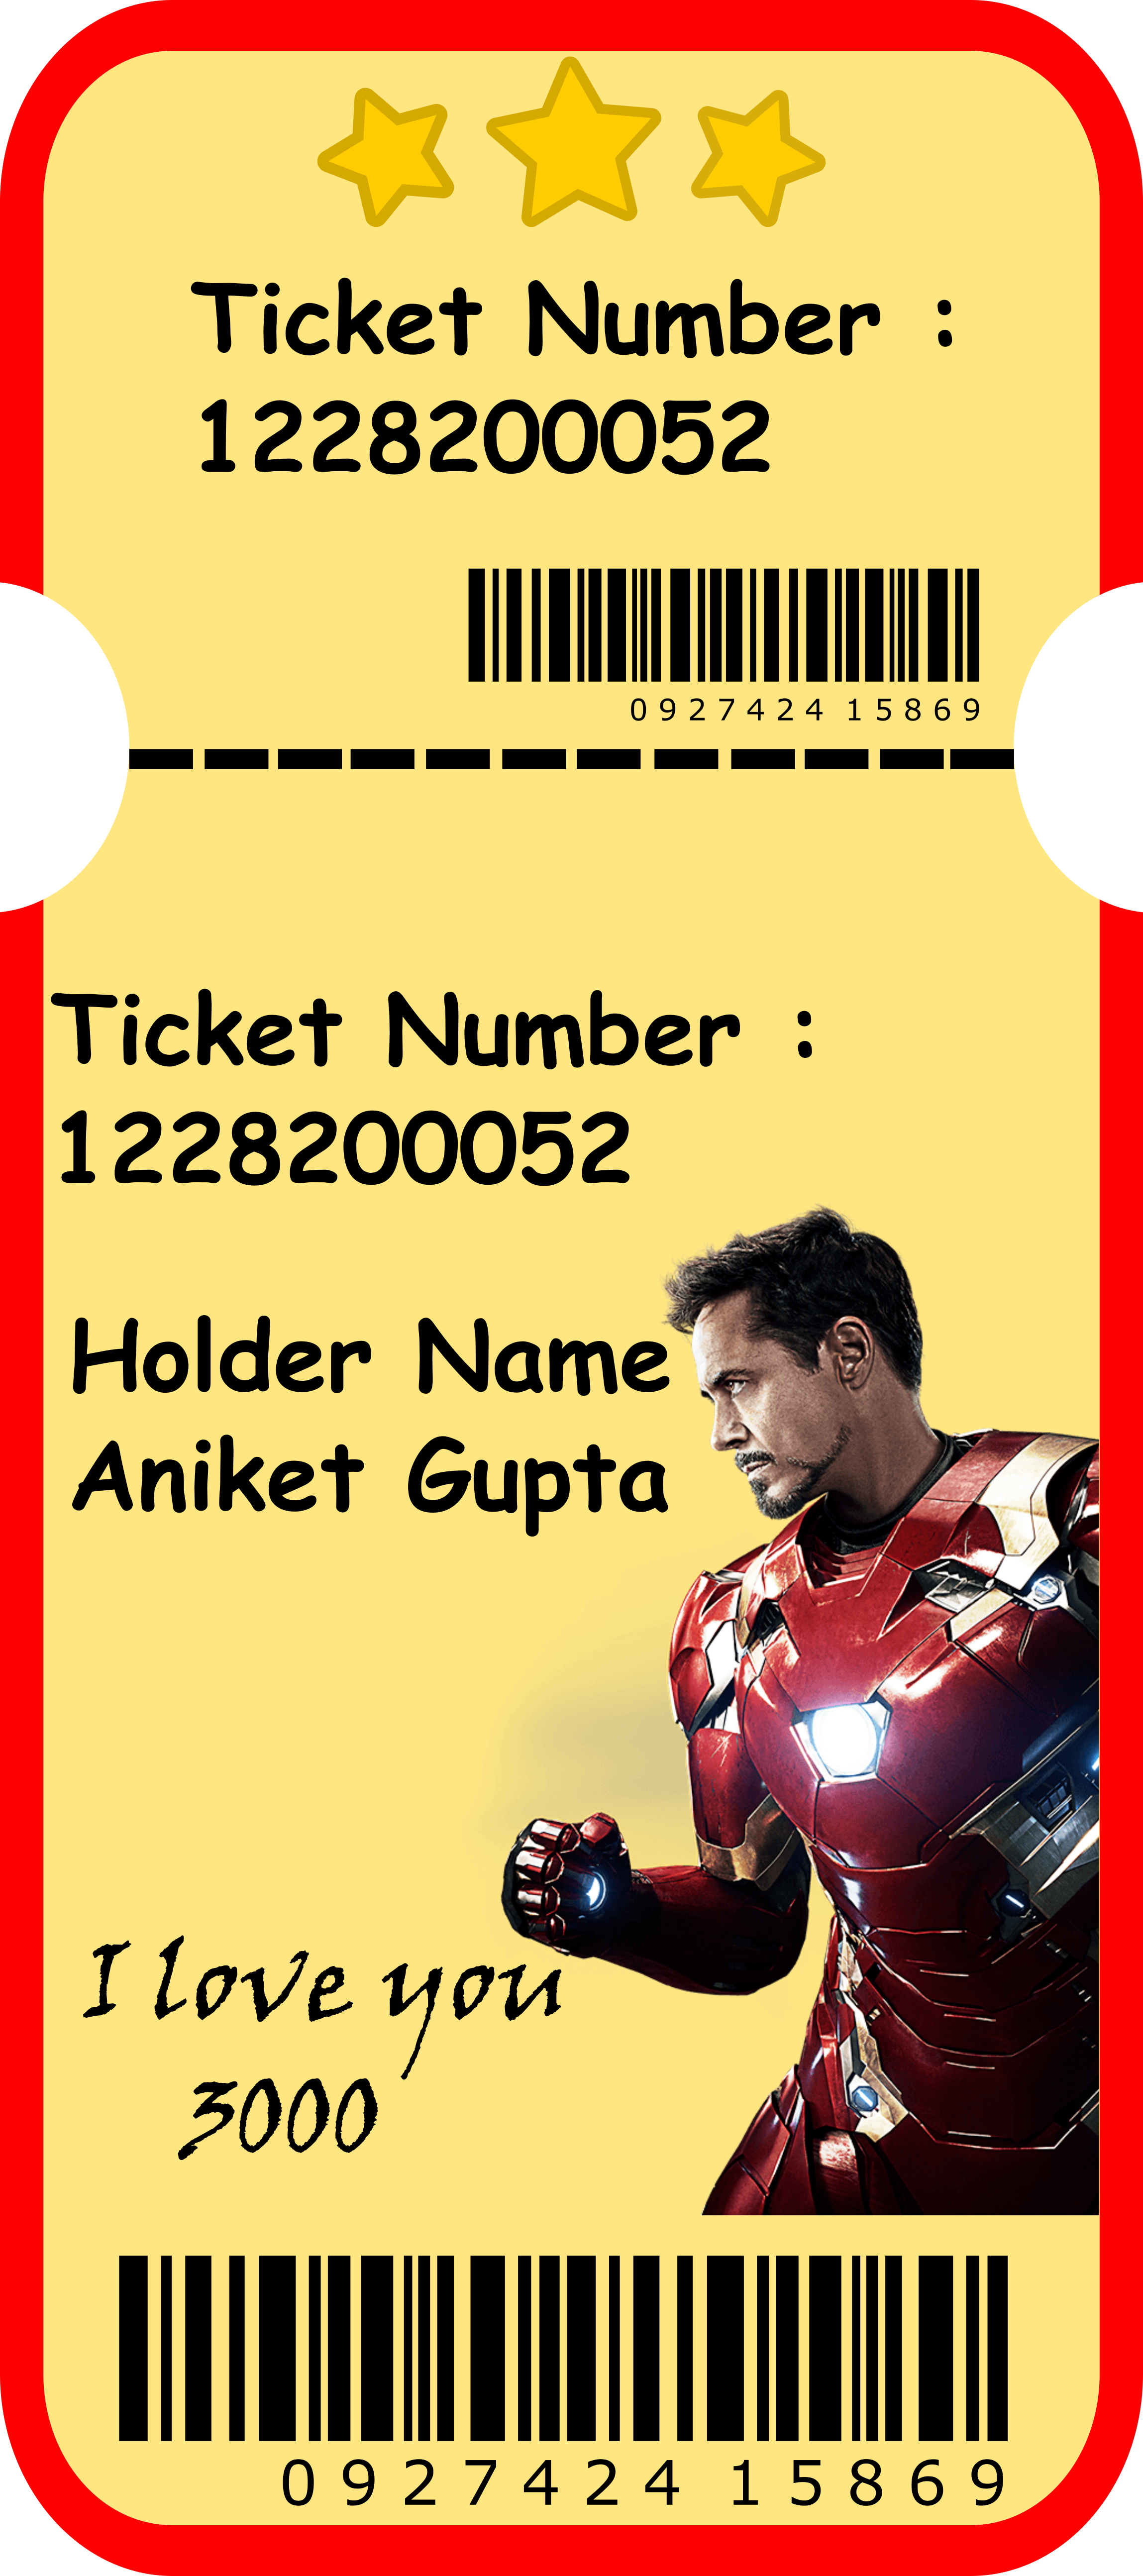 Ticket Number :
1228200052
0927424 15869
Ticket Number :
1228200052
Holder Name
Aniket Gupta
I love you
3000
0927424 15869